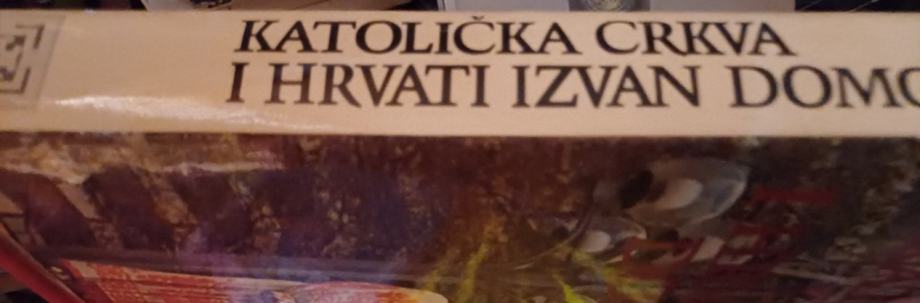 KATOLIČKA CRKVA
I HRVATI IZVAN DOMO